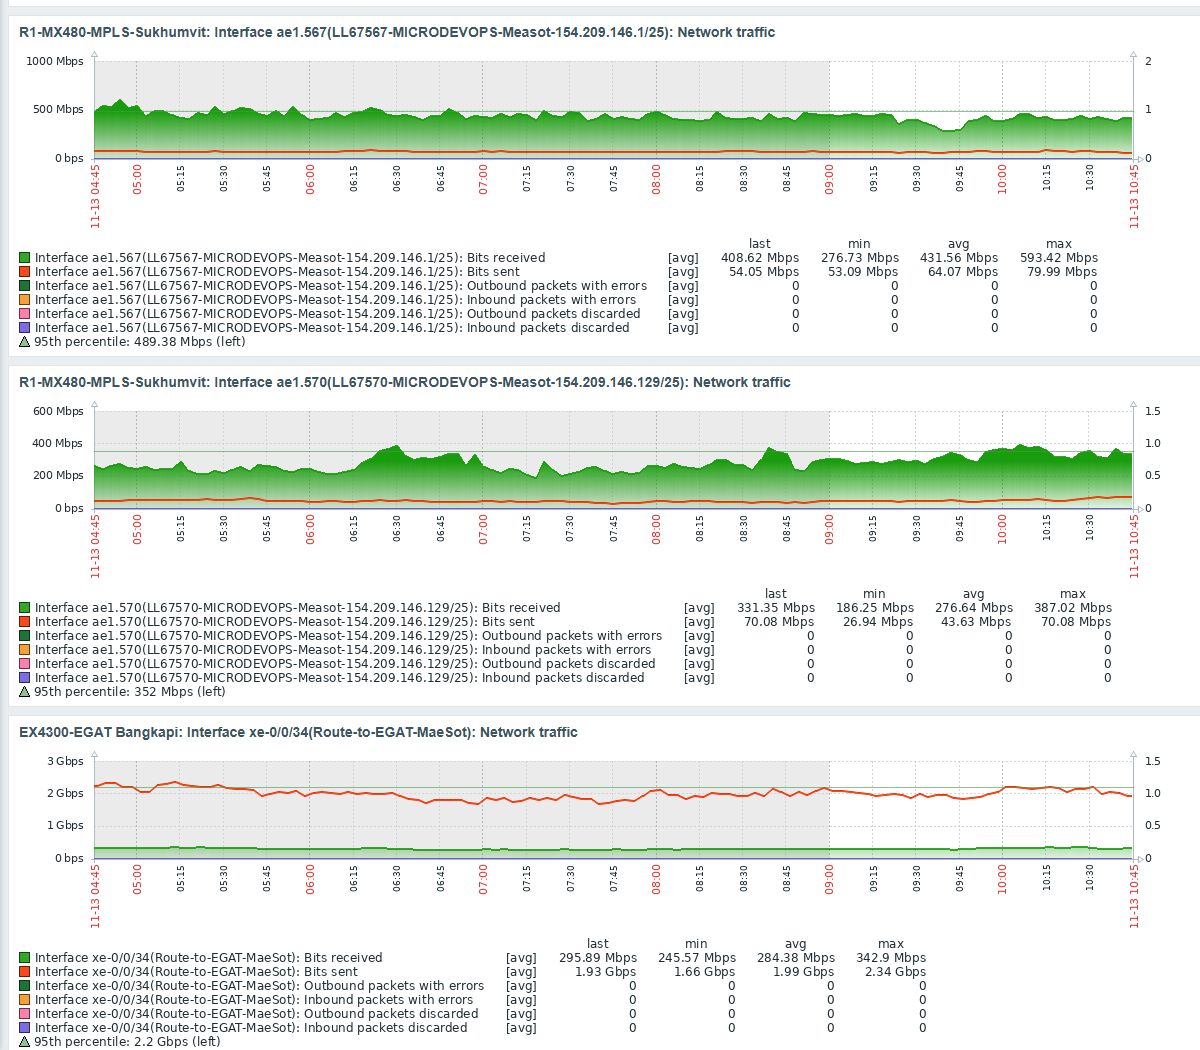 R1-MX480-MPLS-Sukhumvit: Interface ae1.567(LL67567-MICRODEVOPS-Measot-154.209.146.1/25): Network traffic
1000 Mbps 2
500 Mbps 1
0 bps 0
11-13 04:45 05:00 05:15 05:30 05:45 06:00 06:15 06:30 06:45 07:00 07:15 07:30 07:45 08:00 08:15 08:30 08:45 09:00 09:15 09:30 09:45 10:00 10:15 10:30 11-13 10:45
last min avg max
Interface ae1.567(LL67567-MICRODEVOPS-Measot-154.209.146.1/25): Bits received [avg] 408.62 Mbps 276.73 Mbps 431.56 Mbps 593.42 Mbps
Interface ae1.567(LL67567-MICRODEVOPS-Measot-154.209.146.1/25): Bits sent [avg] 54.05 Mbps 53.09 Mbps 64.07 Mbps 79.99 Mbps
Interface ae1.567(LL67567-MICRODEVOPS-Measot-154.209.146.1/25): Outbound packets with errors [avg] 0 0 0 0
Interface ae1.567(LL67567-MICRODEVOPS-Measot-154.209.146.1/25): Inbound packets with errors [avg] 0 0 0 0
Interface ae1.567(LL67567-MICRODEVOPS-Measot-154.209.146.1/25): Outbound packets discarded [avg] 0 0 0 0
Interface ae1.567(LL67567-MICRODEVOPS-Measot-154.209.146.1/25): Inbound packets discarded [avg] 0 0 0 0
95th percentile: 489.38 Mbps (left)
R1-MX480-MPLS-Sukhumvit: Interface ae1.570(LL67570-MICRODEVOPS-Measot-154.209.146.129/25): Network traffic
600 Mbps 1.5
400 Mbps 1.0
200 Mbps 0.5
0 bps 0
11-13 04:45 05:00 05:15 05:30 05:45 06:00 06:15 06:30 06:45 07:00 07:15 07:30 07:45 08:00 08:15 08:30 08:45 09:00 09:15 09:30 09:45 10:00 10:15 10:30 11-13 10:45
last min avg max
Interface ae1.570(LL67570-MICRODEVOPS-Measot-154.209.146.129/25): Bits received [avg] 331.35 Mbps 186.25 Mbps 276.64 Mbps 387.02 Mbps
Interface ae1.570(LL67570-MICRODEVOPS-Measot-154.209.146.129/25): Bits sent [avg] 70.08 Mbps 26.94 Mbps 43.63 Mbps 70.08 Mbps
Interface ae1.570(LL67570-MICRODEVOPS-Measot-154.209.146.129/25): Outbound packets with errors [avg] 0 0 0 0
Interface ae1.570(LL67570-MICRODEVOPS-Measot-154.209.146.129/25): Inbound packets with errors [avg] 0 0 0 0
Interface ae1.570(LL67570-MICRODEVOPS-Measot-154.209.146.129/25): Outbound packets discarded [avg] 0 0 0 0
Interface ae1.570(LL67570-MICRODEVOPS-Measot-154.209.146.129/25): Inbound packets discarded [avg] 0 0 0 0
95th percentile: 352 Mbps (left)
EX4300-EGAT Bangkapi: Interface xe-0/0/34(Route-to-EGAT-MaeSot): Network traffic
3 Gbps 1.5
2 Gbps 1.0
1 Gbps 0.5
0 bps 0
11-13 04:45 05:00 05:15 05:30 05:45 06:00 06:15 06:30 06:45 07:00 07:15 07:30 07:45 08:00 08:15 08:30 08:45 09:00 09:15 09:30 09:45 10:00 10:15 10:30 11-13 10:45
last min avg max
Interface xe-0/0/34(Route-to-EGAT-MaeSot): Bits received [avg] 295.89 Mbps 245.57 Mbps 284.38 Mbps 342.9 Mbps
Interface xe-0/0/34(Route-to-EGAT-MaeSot): Bits sent [avg] 1.93 Gbps 1.66 Gbps 1.99 Gbps 2.34 Gbps
Interface xe-0/0/34(Route-to-EGAT-MaeSot): Outbound packets with errors [avg] 0 0 0 0
Interface xe-0/0/34(Route-to-EGAT-MaeSot): Inbound packets with errors [avg] 0 0 0 0
Interface xe-0/0/34(Route-to-EGAT-MaeSot): Outbound packets discarded [avg] 0 0 0 0
Interface xe-0/0/34(Route-to-EGAT-MaeSot): Inbound packets discarded [avg] 0 0 0 0
95th percentile: 2.2 Gbps (left)